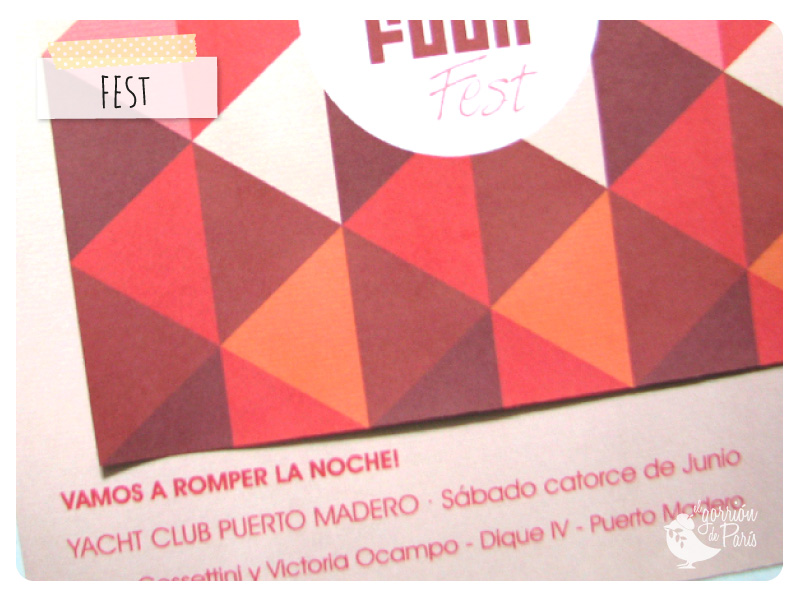 Fest
FEST
VAMOS A ROMPER LA NOCHE!
YACHT CLUB PUERTO MADERO · Sábado catorce de Junio
Cossettini y Victoria Ocampo - Dique IV - Puerto Madero
el gorrión
de París